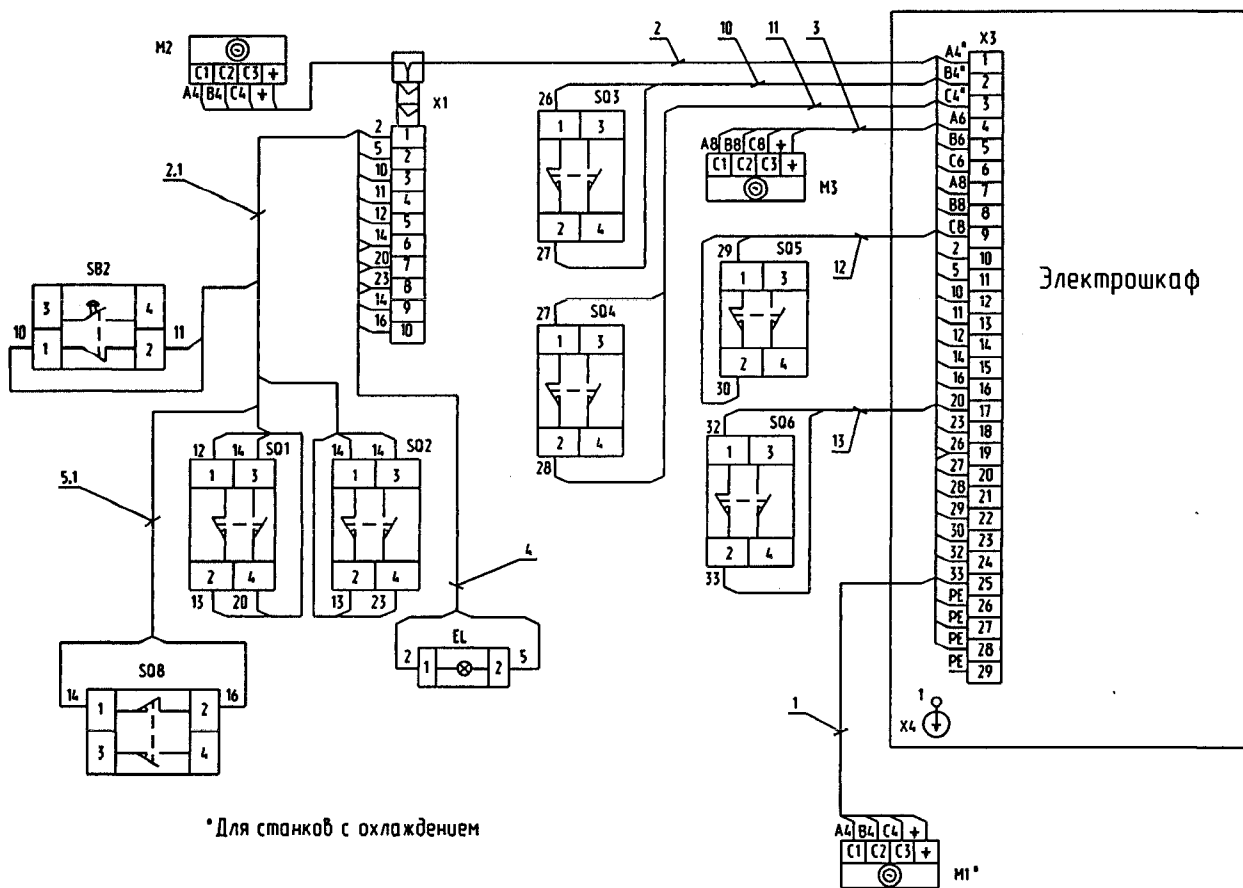 M2
C1 C2 C3
A4 B4 C4
X1
2 1
5 2
10 3
11 4
12 5
14 6
20 7
23 8
14 9
16 10
2
10
11
3
2.1
SB2
3 4
10 1 2 11
5.1
12 14 SQ1
1 3
2 4
13 20
14 14 SQ2
1 3
2 4
13 23
4
EL
2 1 2 5
SQ8
14 1 2 16
3 4
26 SQ3
1 3
2 4
27
27 SQ4
1 3
2 4
28
A8 B8 C8
C1 C2 C3
M3
12
29 SQ5
1 3
2 4
30
13
32 SQ6
1 3
2 4
33
X3
A4* 1
B4* 2
C4* 3
A6 4
B6 5
C6 6
A8 7
B8 8
C8 9
2 10
5 11
10 12
11 13
12 14
14 15
16 16
20 17
23 18
26 19
27 20
28 21
29 22
30 23
32 24
33 25
PE 26
PE 27
PE 28
PE 29
Электрошкаф
1
X4
1
A4 B4 C4
C1 C2 C3
M1*
*Для станков с охлаждением